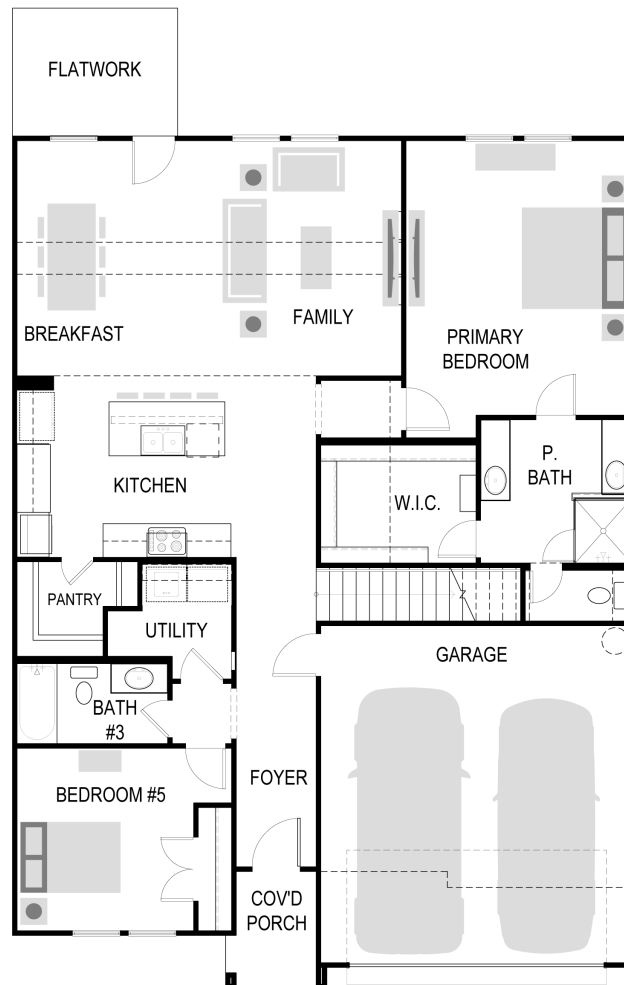 FLATWORK
FAMILY
BREAKFAST
PRIMARY
BEDROOM
P.
BATH
KITCHEN
W.I.C.
PANTRY
UTILITY
GARAGE
BATH
#3
FOYER
BEDROOM #5
COV'D
PORCH